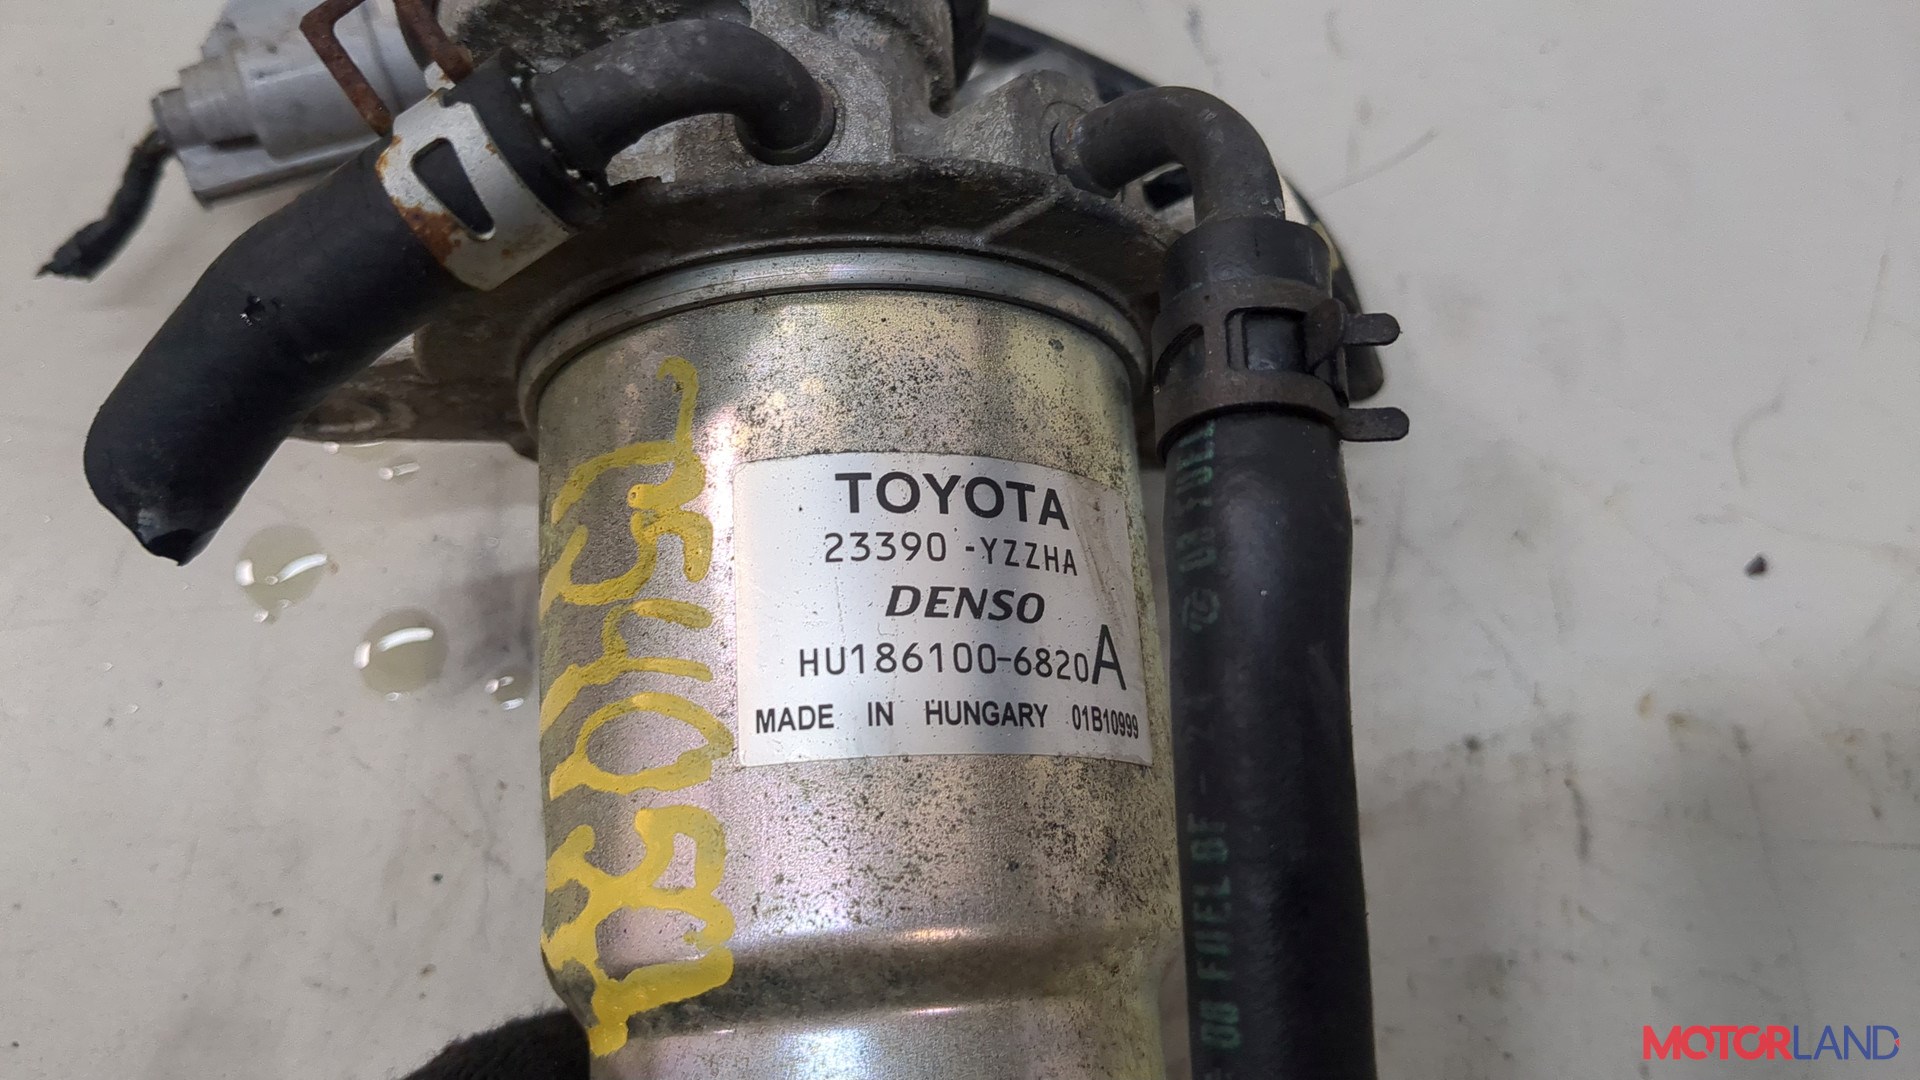 TOYOTA
23390 -YZZHA
DENSO
HU186100-6820A
MADE IN HUNGARY 01B10999
MOTORLAND